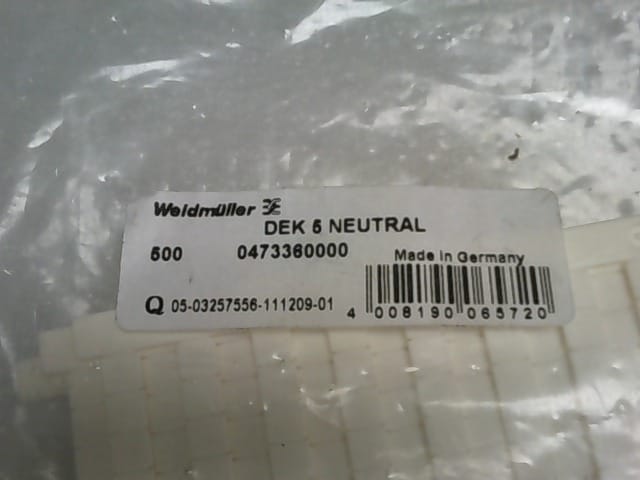 Weidmüller
DEK 5 NEUTRAL
500 0473360000
Made in Germany
Q 05-03257556-111209-01
4 008190 065720